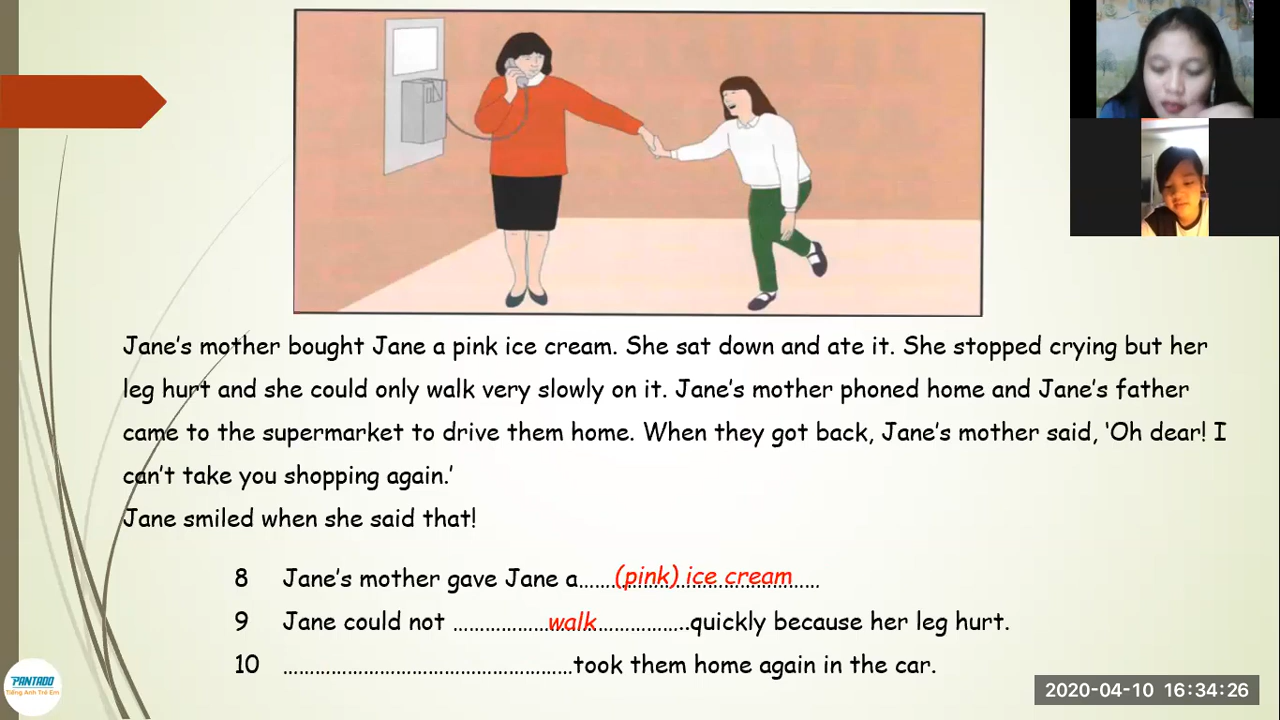 Jane's mother bought Jane a pink ice cream. She sat down and ate it. She stopped crying but her
leg hurt and she could only walk very slowly on it. Jane's mother phoned home and Jane's father
came to the supermarket to drive them home. When they got back, Jane's mother said, 'Oh dear! I
can't take you shopping again.'
Jane smiled when she said that!
8 Jane's mother gave Jane a......(pink) ice cream......
9 Jane could not ..................walk..................quickly because her leg hurt.
10 ......................................................took them home again in the car.
PANTADO
Tiếng Anh Trẻ Em
2020-04-10 16:34:26